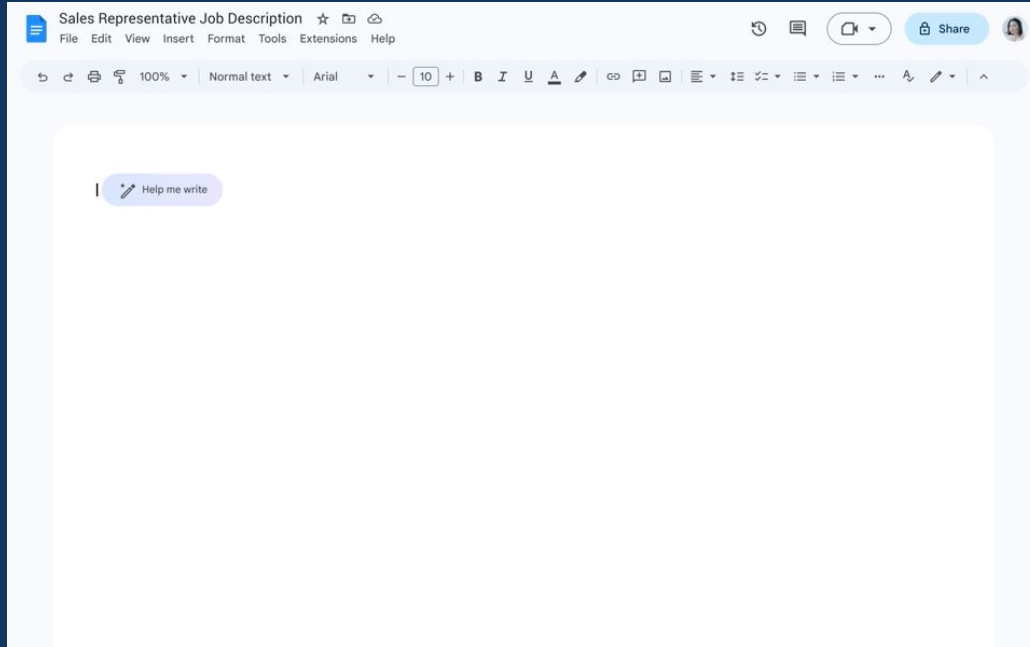 Sales Representative Job Description
File Edit View Insert Format Tools Extensions Help
Share
100% Normal text Arial − 10 + B I U A
Help me write